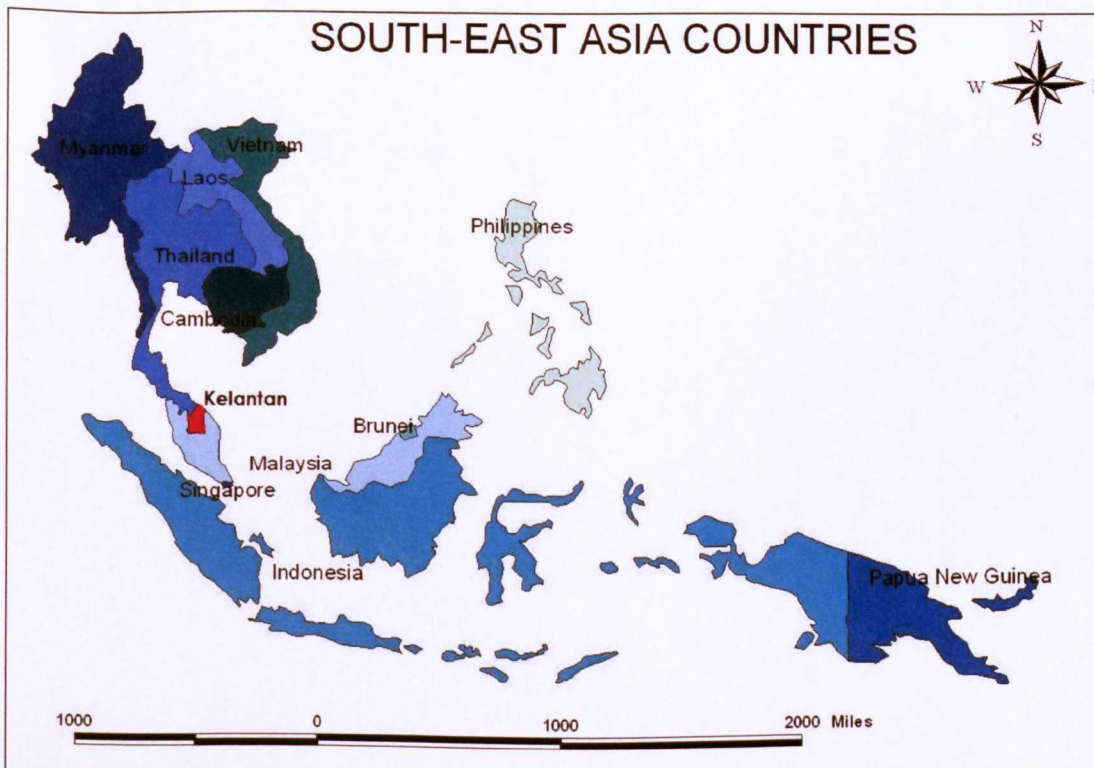 SOUTH-EAST ASIA COUNTRIES
N
W
S
Myanmar
Vietnam
Laos
Philippines
Thailand
Cambodia
Kelantan
Brunei
Malaysia
Singapore
Indonesia
Papua New Guinea
1000 0 1000 2000 Miles